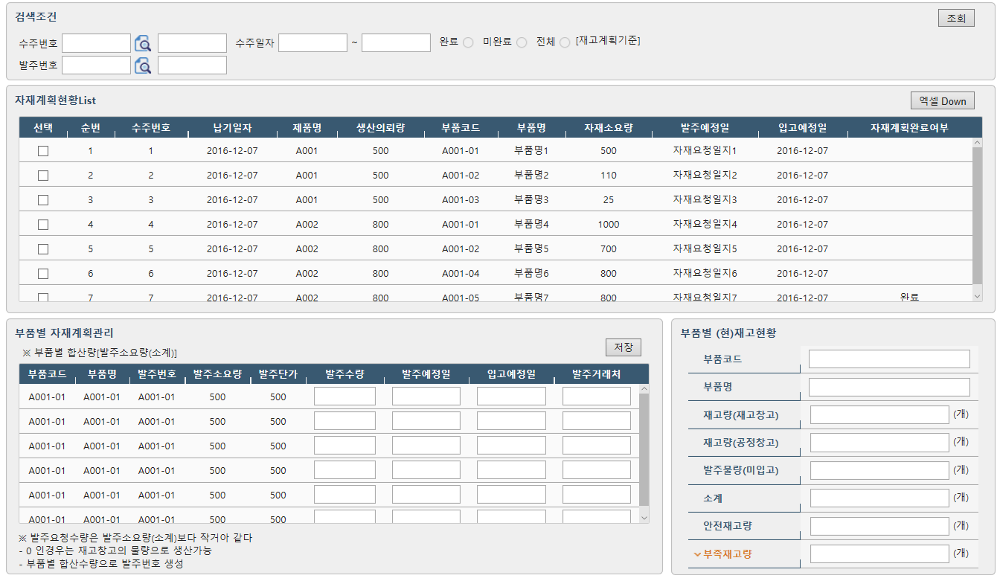 검색조건
조회
수주번호 수주일자 ~ 완료 미완료 전체 [재고계획기준]
발주번호
자재계획현황List
엑셀 Down
선택 순번 수주번호 납기일자 제품명 생산의뢰량 부품코드 부품명 자재소요량 발주예정일 입고예정일 자재계획완료여부
1 1 2016-12-07 A001 500 A001-01 부품명1 500 자재요청일지1 2016-12-07
2 2 2016-12-07 A001 500 A001-02 부품명2 110 자재요청일지2 2016-12-07
3 3 2016-12-07 A001 500 A001-03 부품명3 25 자재요청일지3 2016-12-07
4 4 2016-12-07 A002 800 A001-01 부품명4 1000 자재요청일지4 2016-12-07
5 5 2016-12-07 A002 800 A001-02 부품명5 700 자재요청일지5 2016-12-07
6 6 2016-12-07 A002 800 A001-04 부품명6 800 자재요청일지6 2016-12-07
7 7 2016-12-07 A002 800 A001-05 부품명7 800 자재요청일지7 2016-12-07 완료
부품별 자재계획관리
※ 부품별 합산량[발주소요량(소계)]
저장
부품코드 부품명 발주번호 발주소요량 발주단가 발주수량 발주예정일 입고예정일 발주거래처
A001-01 A001-01 A001-01 500 500
A001-01 A001-01 A001-01 500 500
A001-01 A001-01 A001-01 500 500
A001-01 A001-01 A001-01 500 500
A001-01 A001-01 A001-01 500 500
A001-01 A001-01 A001-01 500 500
※ 발주요청수량은 발주소요량(소계)보다 작거아 같다
- 0 인경우는 재고창고의 물량으로 생산가능
- 부품별 합산수량으로 발주번호 생성
부품별 (현)재고현황
부품코드
부품명
재고량(재고창고) (개)
재고량(공정창고) (개)
발주물량(미입고) (개)
소계 (개)
안전재고량 (개)
부족재고량 (개)